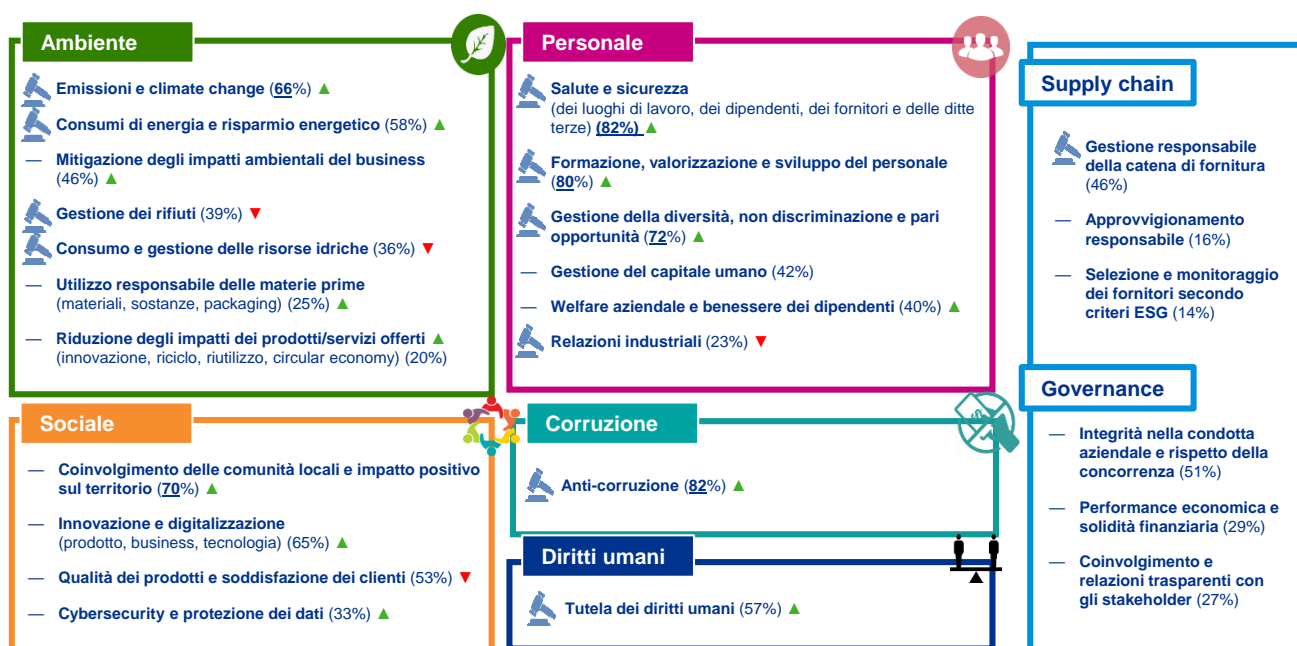 Ambiente
Emissioni e climate change (66%) ▲
Consumi di energia e risparmio energetico (58%) ▲
— Mitigazione degli impatti ambientali del business
(46%) ▲
Gestione dei rifiuti (39%) ▼
Consumo e gestione delle risorse idriche (36%) ▼
— Utilizzo responsabile delle materie prime
(materiali, sostanze, packaging) (25%) ▲
— Riduzione degli impatti dei prodotti/servizi offerti ▲
(innovazione, riciclo, riutilizzo, circular economy) (20%)
Personale
Salute e sicurezza
(dei luoghi di lavoro, dei dipendenti, dei fornitori e delle ditte
terze) (82%) ▲
Formazione, valorizzazione e sviluppo del personale
(80%) ▲
Gestione della diversità, non discriminazione e pari
opportunità (72%) ▲
— Gestione del capitale umano (42%)
— Welfare aziendale e benessere dei dipendenti (40%) ▲
Relazioni industriali (23%) ▼
Supply chain
Gestione responsabile
della catena di fornitura
(46%)
— Approvvigionamento
responsabile (16%)
— Selezione e monitoraggio
dei fornitori secondo
criteri ESG (14%)
Sociale
— Coinvolgimento delle comunità locali e impatto positivo
sul territorio (70%) ▲
— Innovazione e digitalizzazione
(prodotto, business, tecnologia) (65%) ▲
— Qualità dei prodotti e soddisfazione dei clienti (53%) ▼
— Cybersecurity e protezione dei dati (33%) ▲
Corruzione
Anti-corruzione (82%) ▲
Diritti umani
Tutela dei diritti umani (57%) ▲
Governance
— Integrità nella condotta
aziendale e rispetto della
concorrenza (51%)
— Performance economica e
solidità finanziaria (29%)
— Coinvolgimento e
relazioni trasparenti con
gli stakeholder (27%)